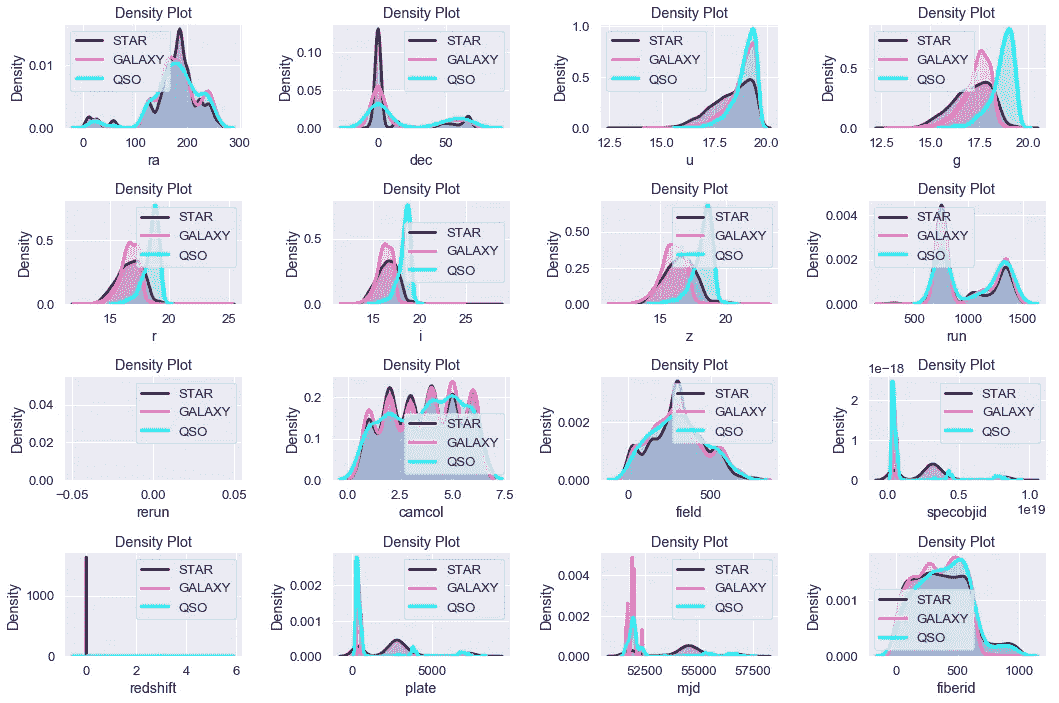 Density Plot Density Plot Density Plot Density Plot
STAR
GALAXY
QSO
0.01
0.00
Density
0 100 200 300
ra
STAR
GALAXY
QSO
0.10
0.05
0.00
Density
0 50
dec
STAR
GALAXY
QSO
1.0
0.5
0.0
Density
12.5 15.0 17.5 20.0
u
STAR
GALAXY
QSO
0.5
0.0
Density
12.5 15.0 17.5 20.0
g
Density Plot Density Plot Density Plot Density Plot
STAR
GALAXY
QSO
0.5
0.0
Density
15 20 25
r
STAR
GALAXY
QSO
0.5
0.0
Density
15 20 25
i
STAR
GALAXY
QSO
0.50
0.25
0.00
Density
15 20
z
STAR
GALAXY
QSO
0.004
0.002
0.000
Density
500 1000 1500
run
Density Plot Density Plot Density Plot Density Plot
STAR
GALAXY
QSO
0.04
0.02
0.00
Density
−0.05 0.00 0.05
rerun
STAR
GALAXY
QSO
0.2
0.1
0.0
Density
0.0 2.5 5.0 7.5
camcol
STAR
GALAXY
QSO
0.002
0.000
Density
0 500
field
1e−18
STAR
GALAXY
QSO
2
1
0
Density
0.0 0.5 1.0
1e19
specobjid
Density Plot Density Plot Density Plot Density Plot
STAR
GALAXY
QSO
1000
0
Density
0 2 4 6
redshift
STAR
GALAXY
QSO
0.002
0.001
0.000
Density
0 5000
plate
STAR
GALAXY
QSO
0.004
0.002
0.000
Density
52500 55000 57500
mjd
STAR
GALAXY
QSO
0.001
0.000
Density
0 500 1000
fiberid